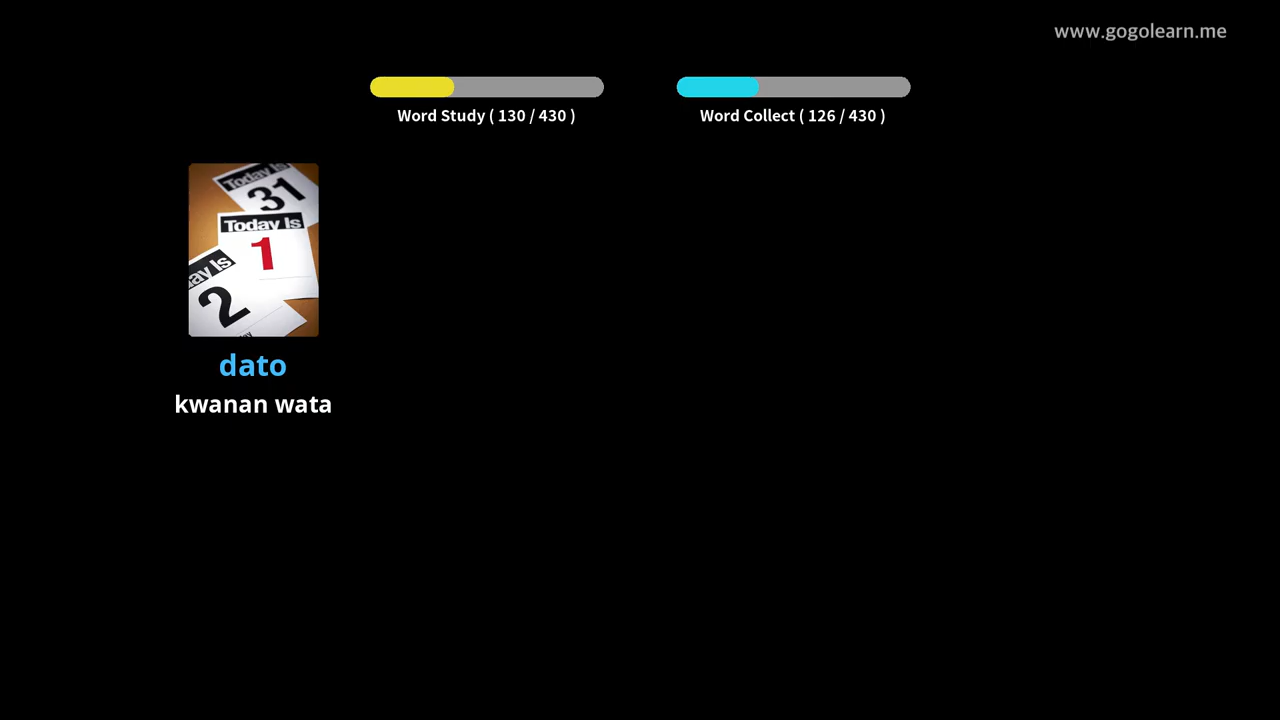 www.gogolearn.me
Word Study ( 130 / 430 )
Word Collect ( 126 / 430 )
Today Is
31
Today Is
1
ay Is
2
dato
kwanan wata